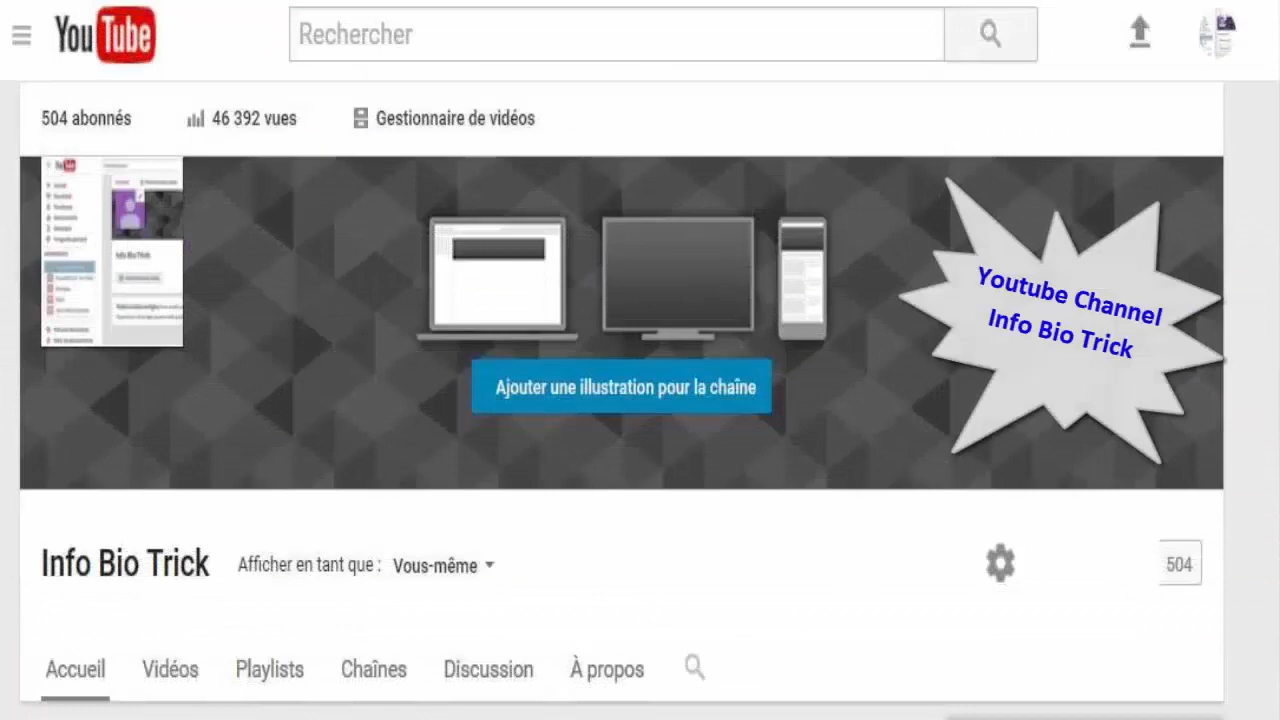 YouTube
Rechercher
504 abonnés
46 392 vues
Gestionnaire de vidéos
Youtube Channel
Info Bio Trick
Ajouter une illustration pour la chaîne
Info Bio Trick
Afficher en tant que : Vous-même
504
Accueil
Vidéos
Playlists
Chaînes
Discussion
À propos